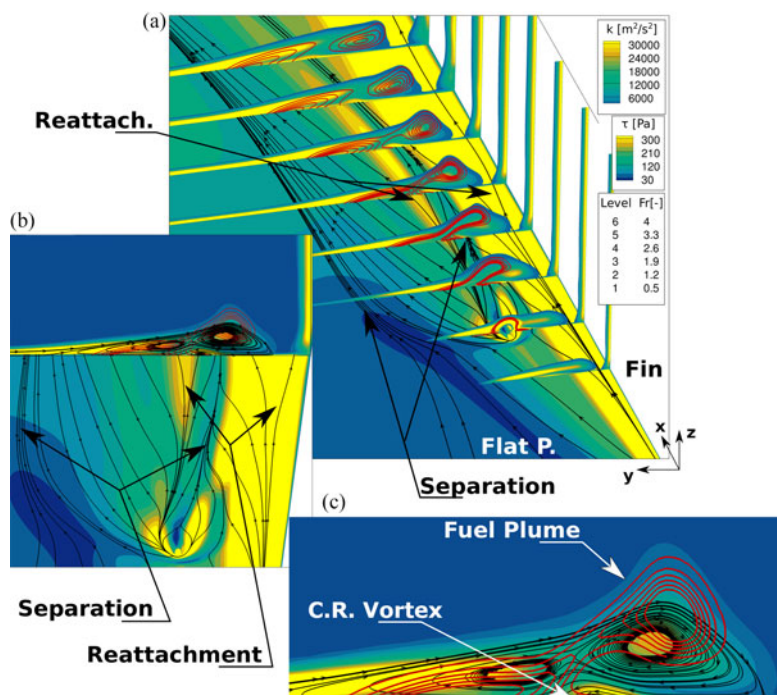 (a)
k [m²/s²]
30000
24000
18000
12000
6000
Reattach.
τ [Pa]
300
210
120
30
Level Fr[-]
6 4
5 3.3
4 2.6
3 1.9
2 1.2
1 0.5
(b)
Fin
Flat P.
x
z
y
Separation
(c)
Fuel Plume
C.R. Vortex
Separation
Reattachment